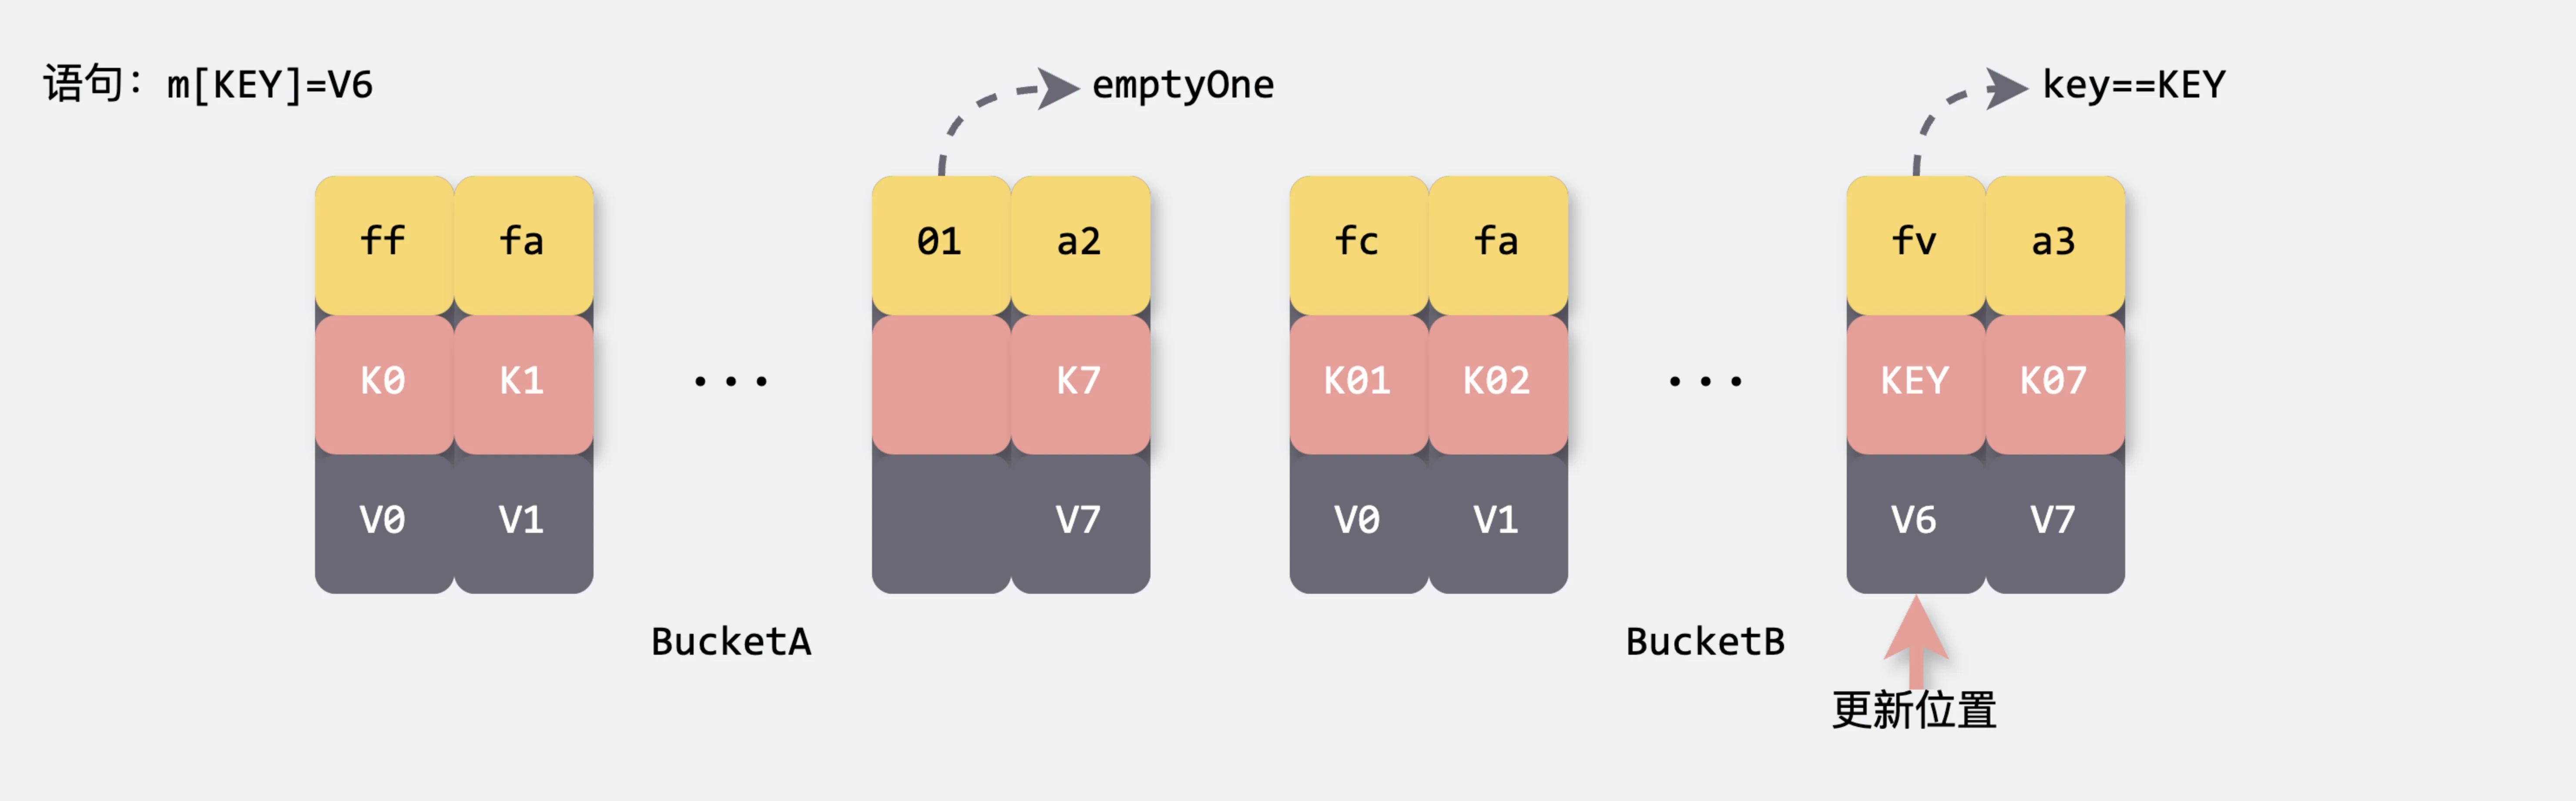 语句：m[KEY]=V6
emptyOne
key==KEY
ff fa 01 a2 fc fa fv a3
K0 K1 ... K7 K01 K02 ... KEY K07
V0 V1 V7 V0 V1 V6 V7
BucketA
BucketB
更新位置